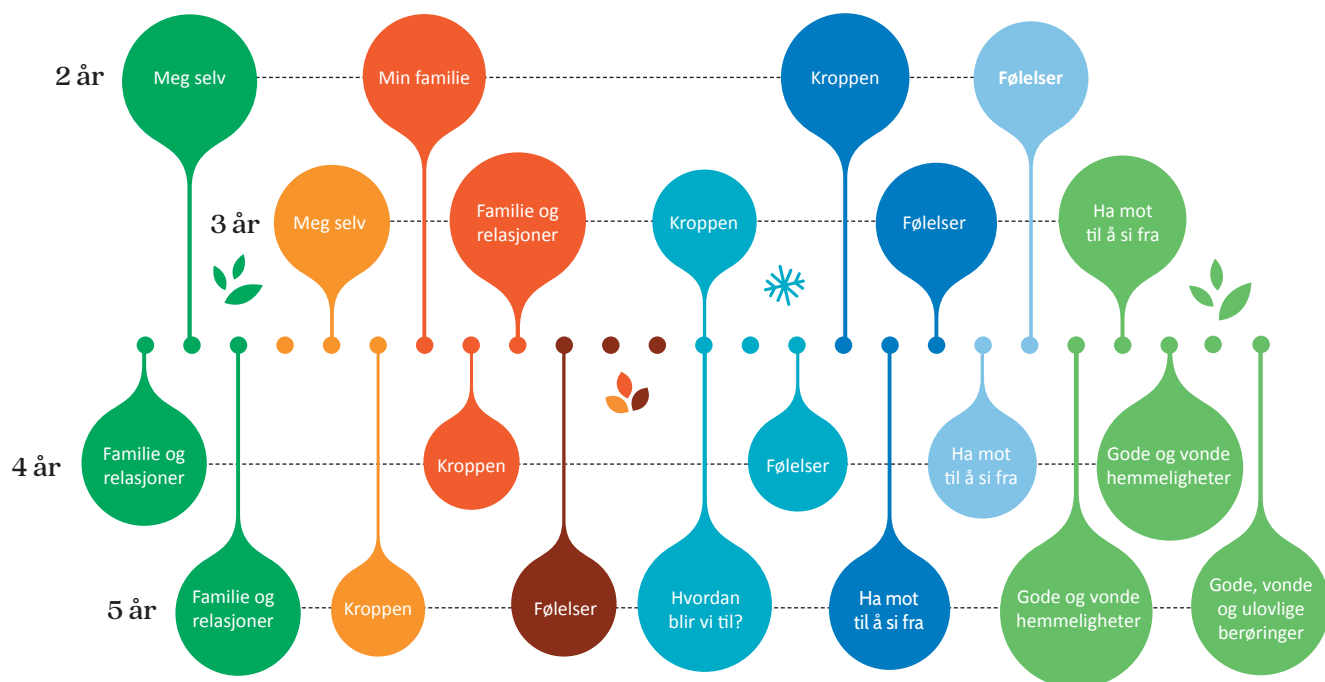 2 år
Meg selv
Min familie
Kroppen
Følelser
3 år
Meg selv
Familie og
relasjoner
Kroppen
Følelser
Ha mot
til å si fra
4 år
Familie og
relasjoner
Kroppen
Følelser
Ha mot
til å si fra
Gode og vonde
hemmeligheter
5 år
Familie og
relasjoner
Kroppen
Følelser
Hvordan
blir vi til?
Ha mot
til å si fra
Gode og vonde
hemmeligheter
Gode, vonde
og ulovlige
berøringer